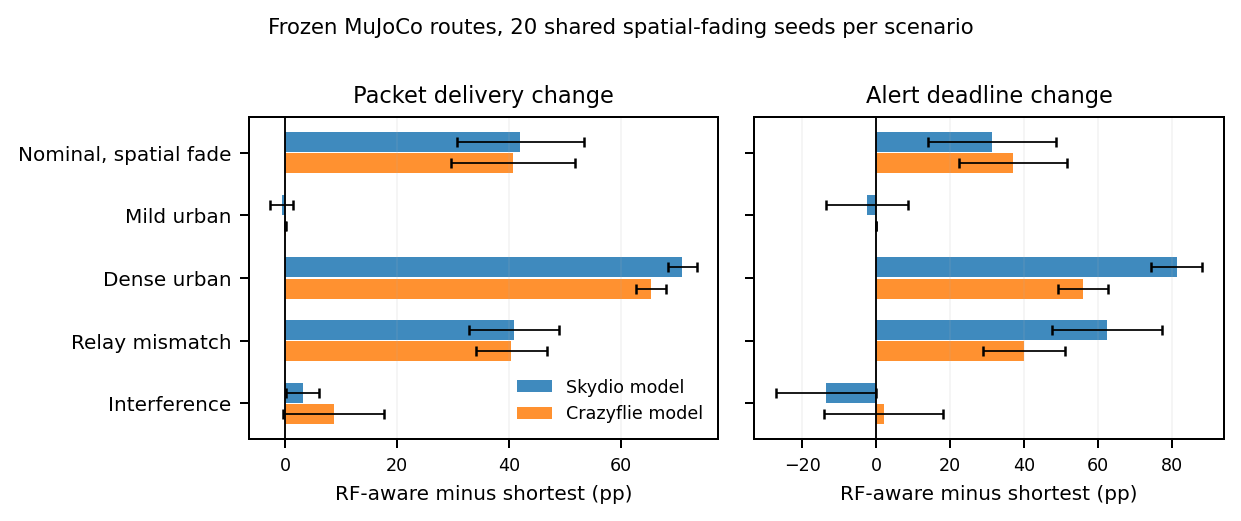 Frozen MuJoCo routes, 20 shared spatial-fading seeds per scenario
Packet delivery change
Alert deadline change
Nominal, spatial fade
Mild urban
Dense urban
Relay mismatch
Interference
Skydio model
Crazyflie model
0 20 40 60
−20 0 20 40 60 80
RF-aware minus shortest (pp)
RF-aware minus shortest (pp)